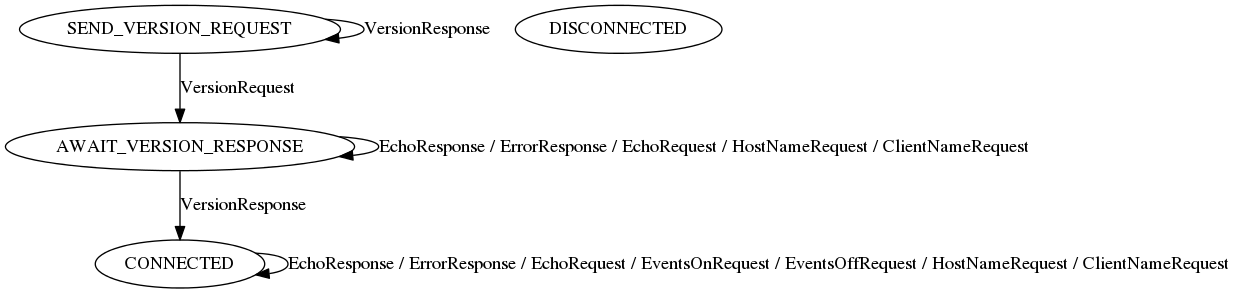 SEND_VERSION_REQUEST
VersionResponse
DISCONNECTED
VersionRequest
AWAIT_VERSION_RESPONSE
EchoResponse / ErrorResponse / EchoRequest / HostNameRequest / ClientNameRequest
VersionResponse
CONNECTED
EchoResponse / ErrorResponse / EchoRequest / EventsOnRequest / EventsOffRequest / HostNameRequest / ClientNameRequest